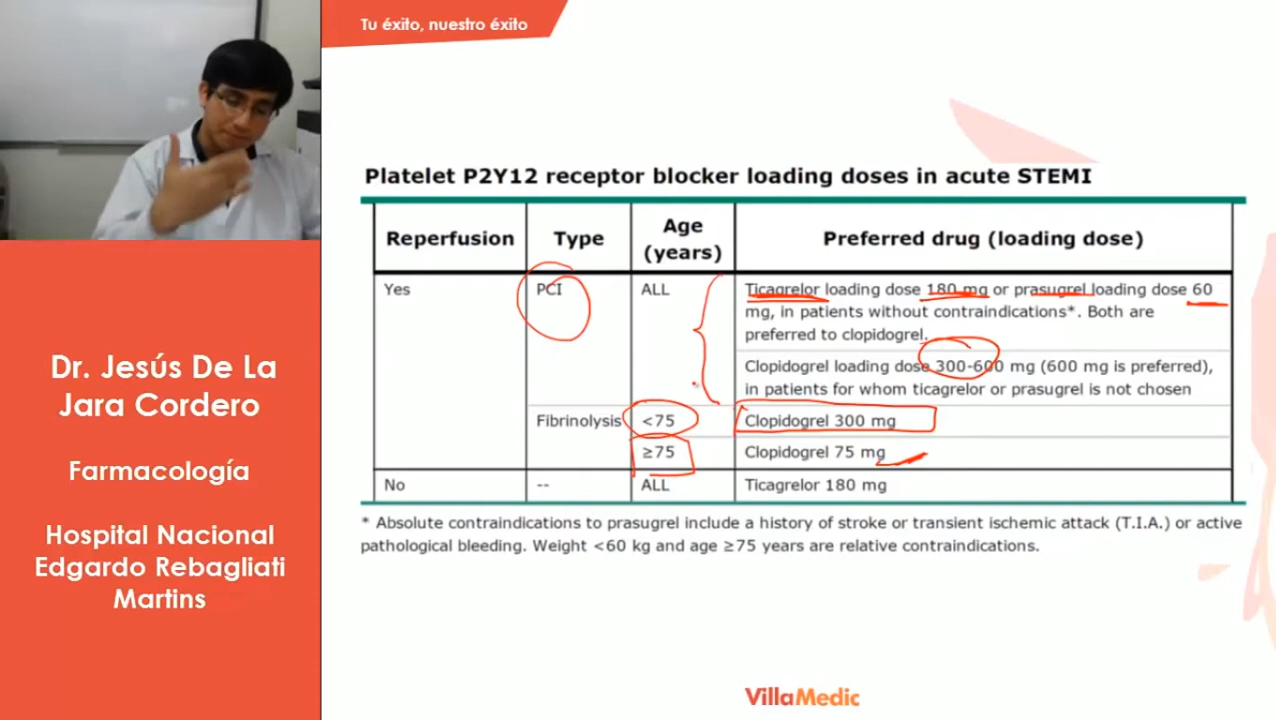 Tu éxito, nuestro éxito
Dr. Jesús De La
Jara Cordero
Farmacología
Hospital Nacional
Edgardo Rebagliati
Martins
Platelet P2Y12 receptor blocker loading doses in acute STEMI
Reperfusion
Type
Age
(years)
Preferred drug (loading dose)
Yes
PCI
ALL
Ticagrelor loading dose 180 mg or prasugrel loading dose 60
mg, in patients without contraindications*. Both are
preferred to clopidogrel.
Clopidogrel loading dose 300-600 mg (600 mg is preferred),
in patients for whom ticagrelor or prasugrel is not chosen
Fibrinolysis
<75
Clopidogrel 300 mg
≥75
Clopidogrel 75 mg
No
--
ALL
Ticagrelor 180 mg
* Absolute contraindications to prasugrel include a history of stroke or transient ischemic attack (T.I.A.) or active
pathological bleeding. Weight <60 kg and age ≥75 years are relative contraindications.
VillaMedic